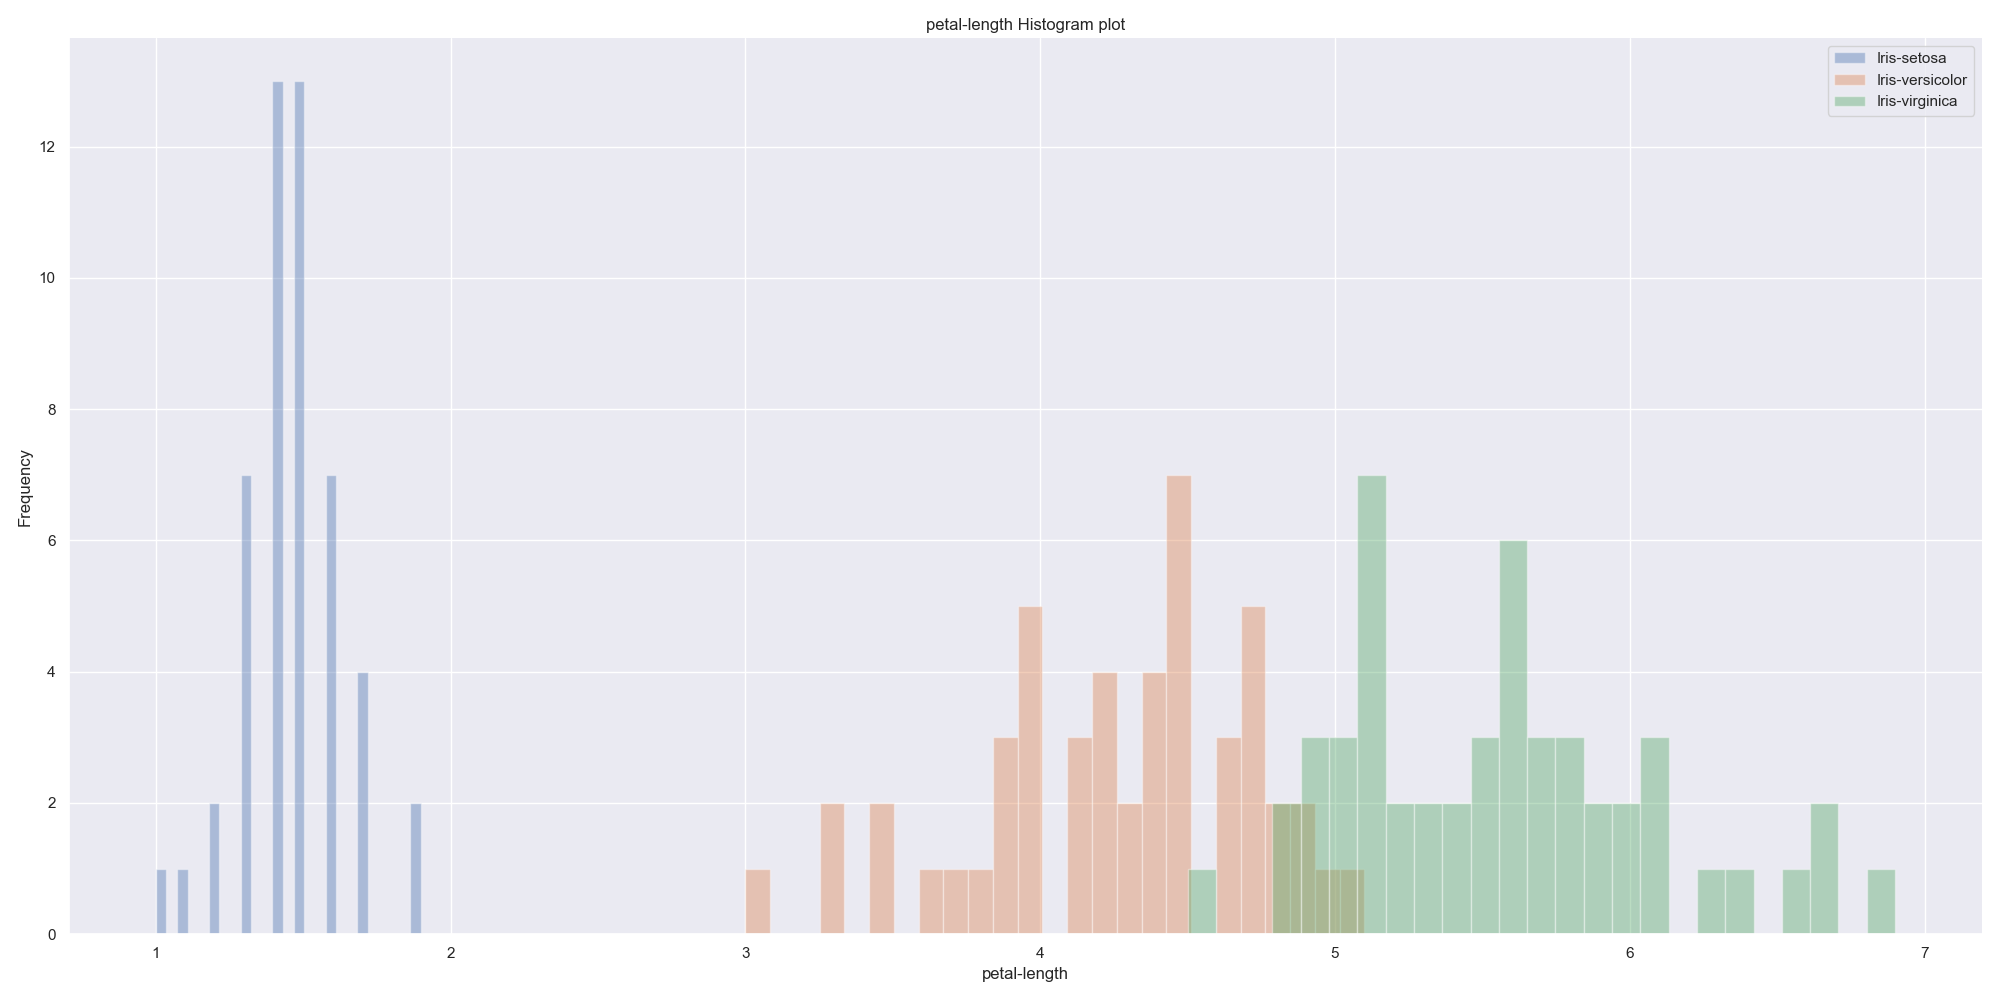 petal-length Histogram plot
Iris-setosa
Iris-versicolor
Iris-virginica
Frequency
12
10
8
6
4
2
0
1 2 3 4 5 6 7
petal-length